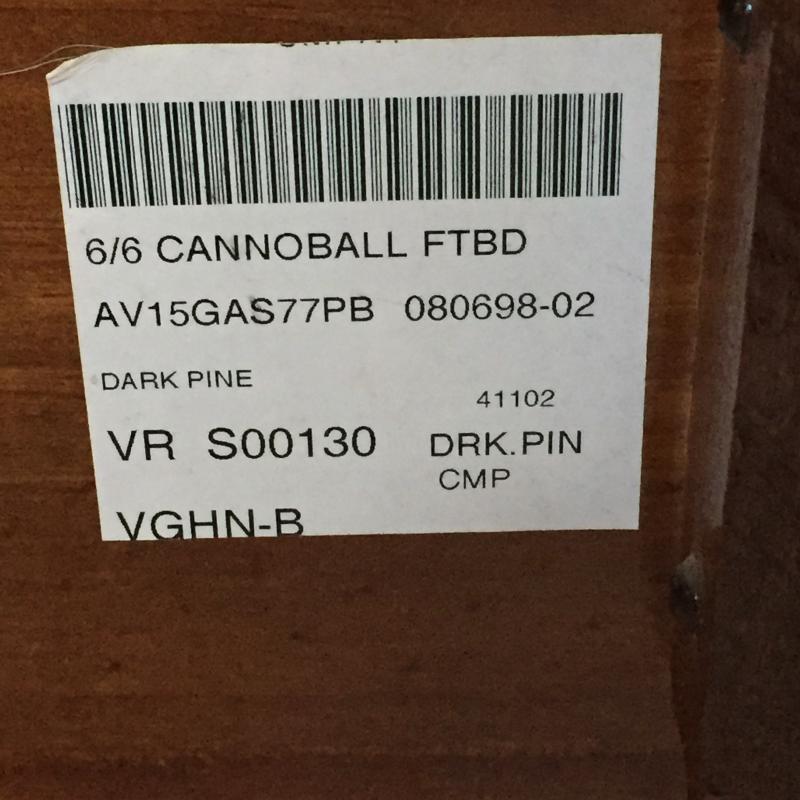 6/6 CANNOBALL FTBD
AV15GAS77PB 080698-02
DARK PINE
41102
VR S00130 DRK.PIN
CMP
VGHN-B